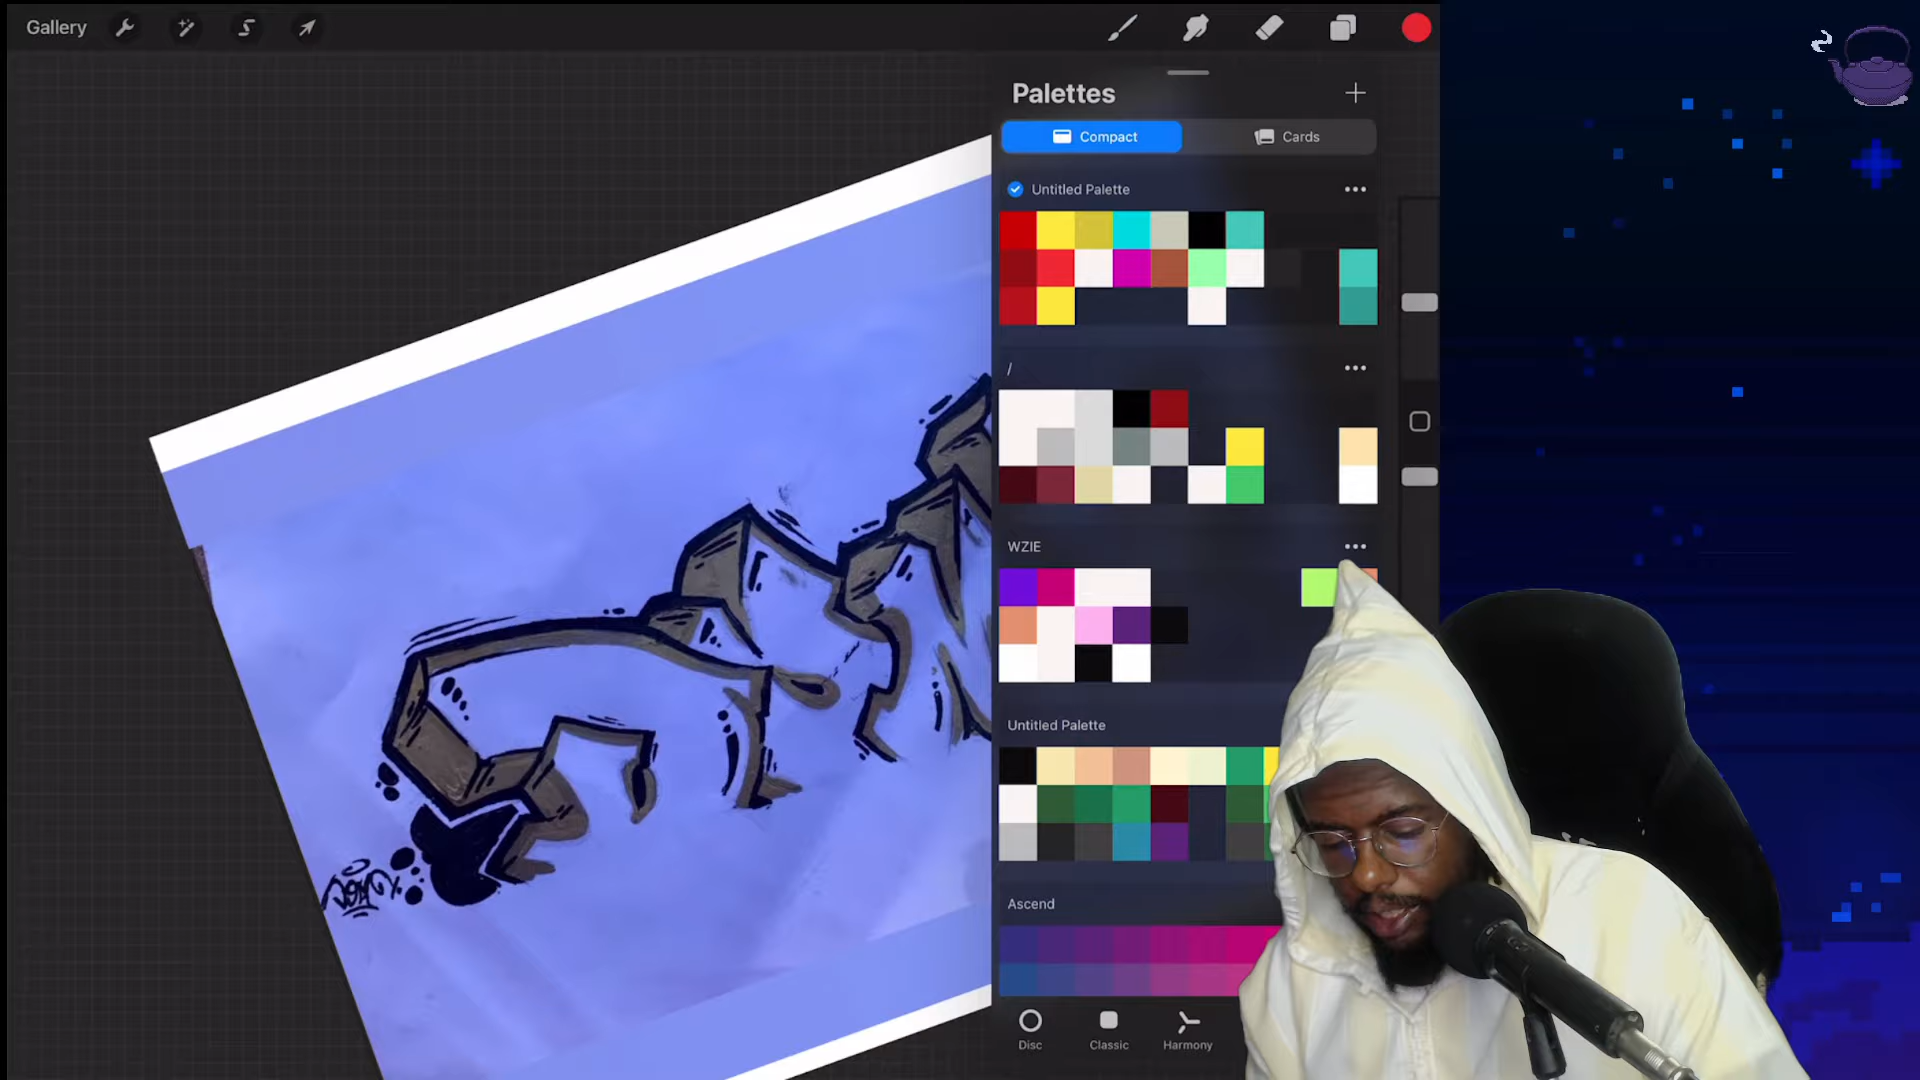 Gallery
Palettes
Compact
Cards
Untitled Palette
/
WZIE
Untitled Palette
Ascend
Disc
Classic
Harmony